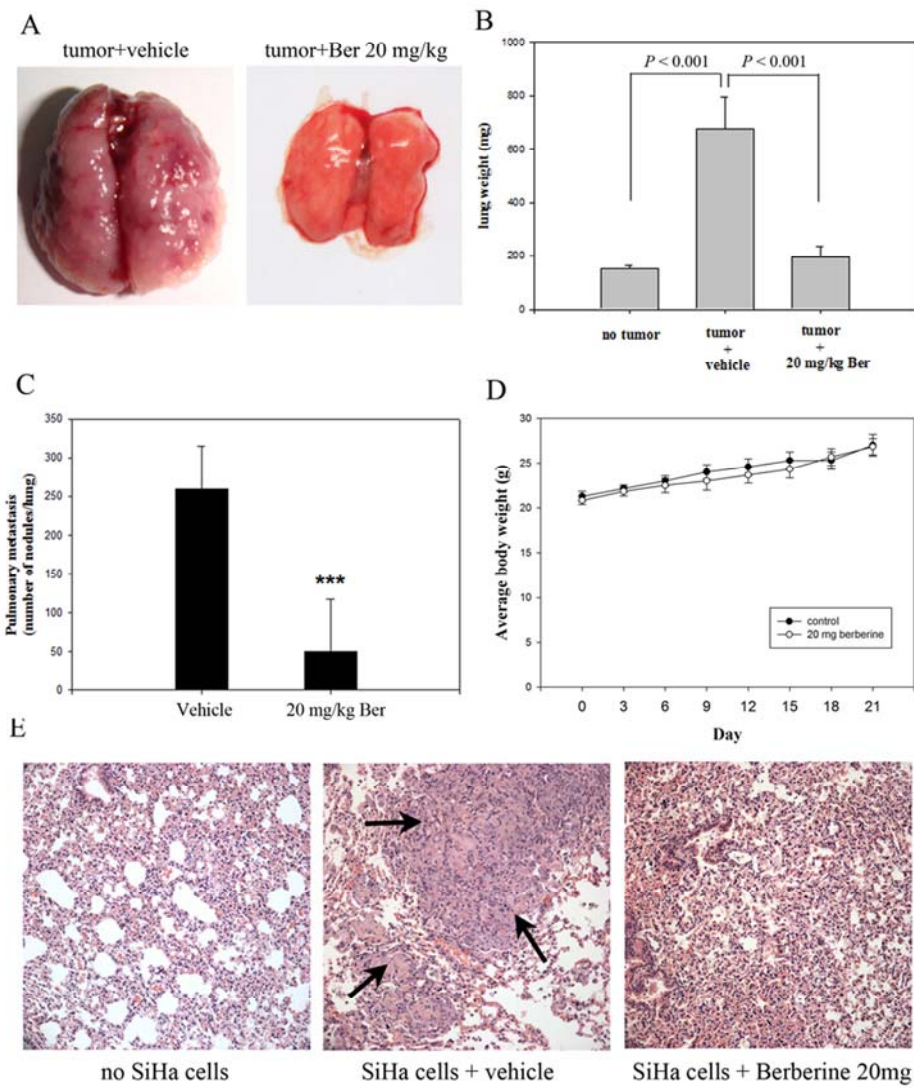 A
tumor+vehicle
tumor+Ber 20 mg/kg
B
1000
800
600
400
200
0
lung weight (mg)
P < 0.001
P < 0.001
no tumor
tumor
+
vehicle
tumor
+
20 mg/kg Ber
C
350
300
250
200
150
100
50
0
Pulmonary metastasis
(number of nodules/lung)
***
Vehicle
20 mg/kg Ber
D
30
25
20
15
10
5
0
Average body weight (g)
control
20 mg berberine
0 3 6 9 12 15 18 21
Day
E
no SiHa cells
SiHa cells + vehicle
SiHa cells + Berberine 20mg